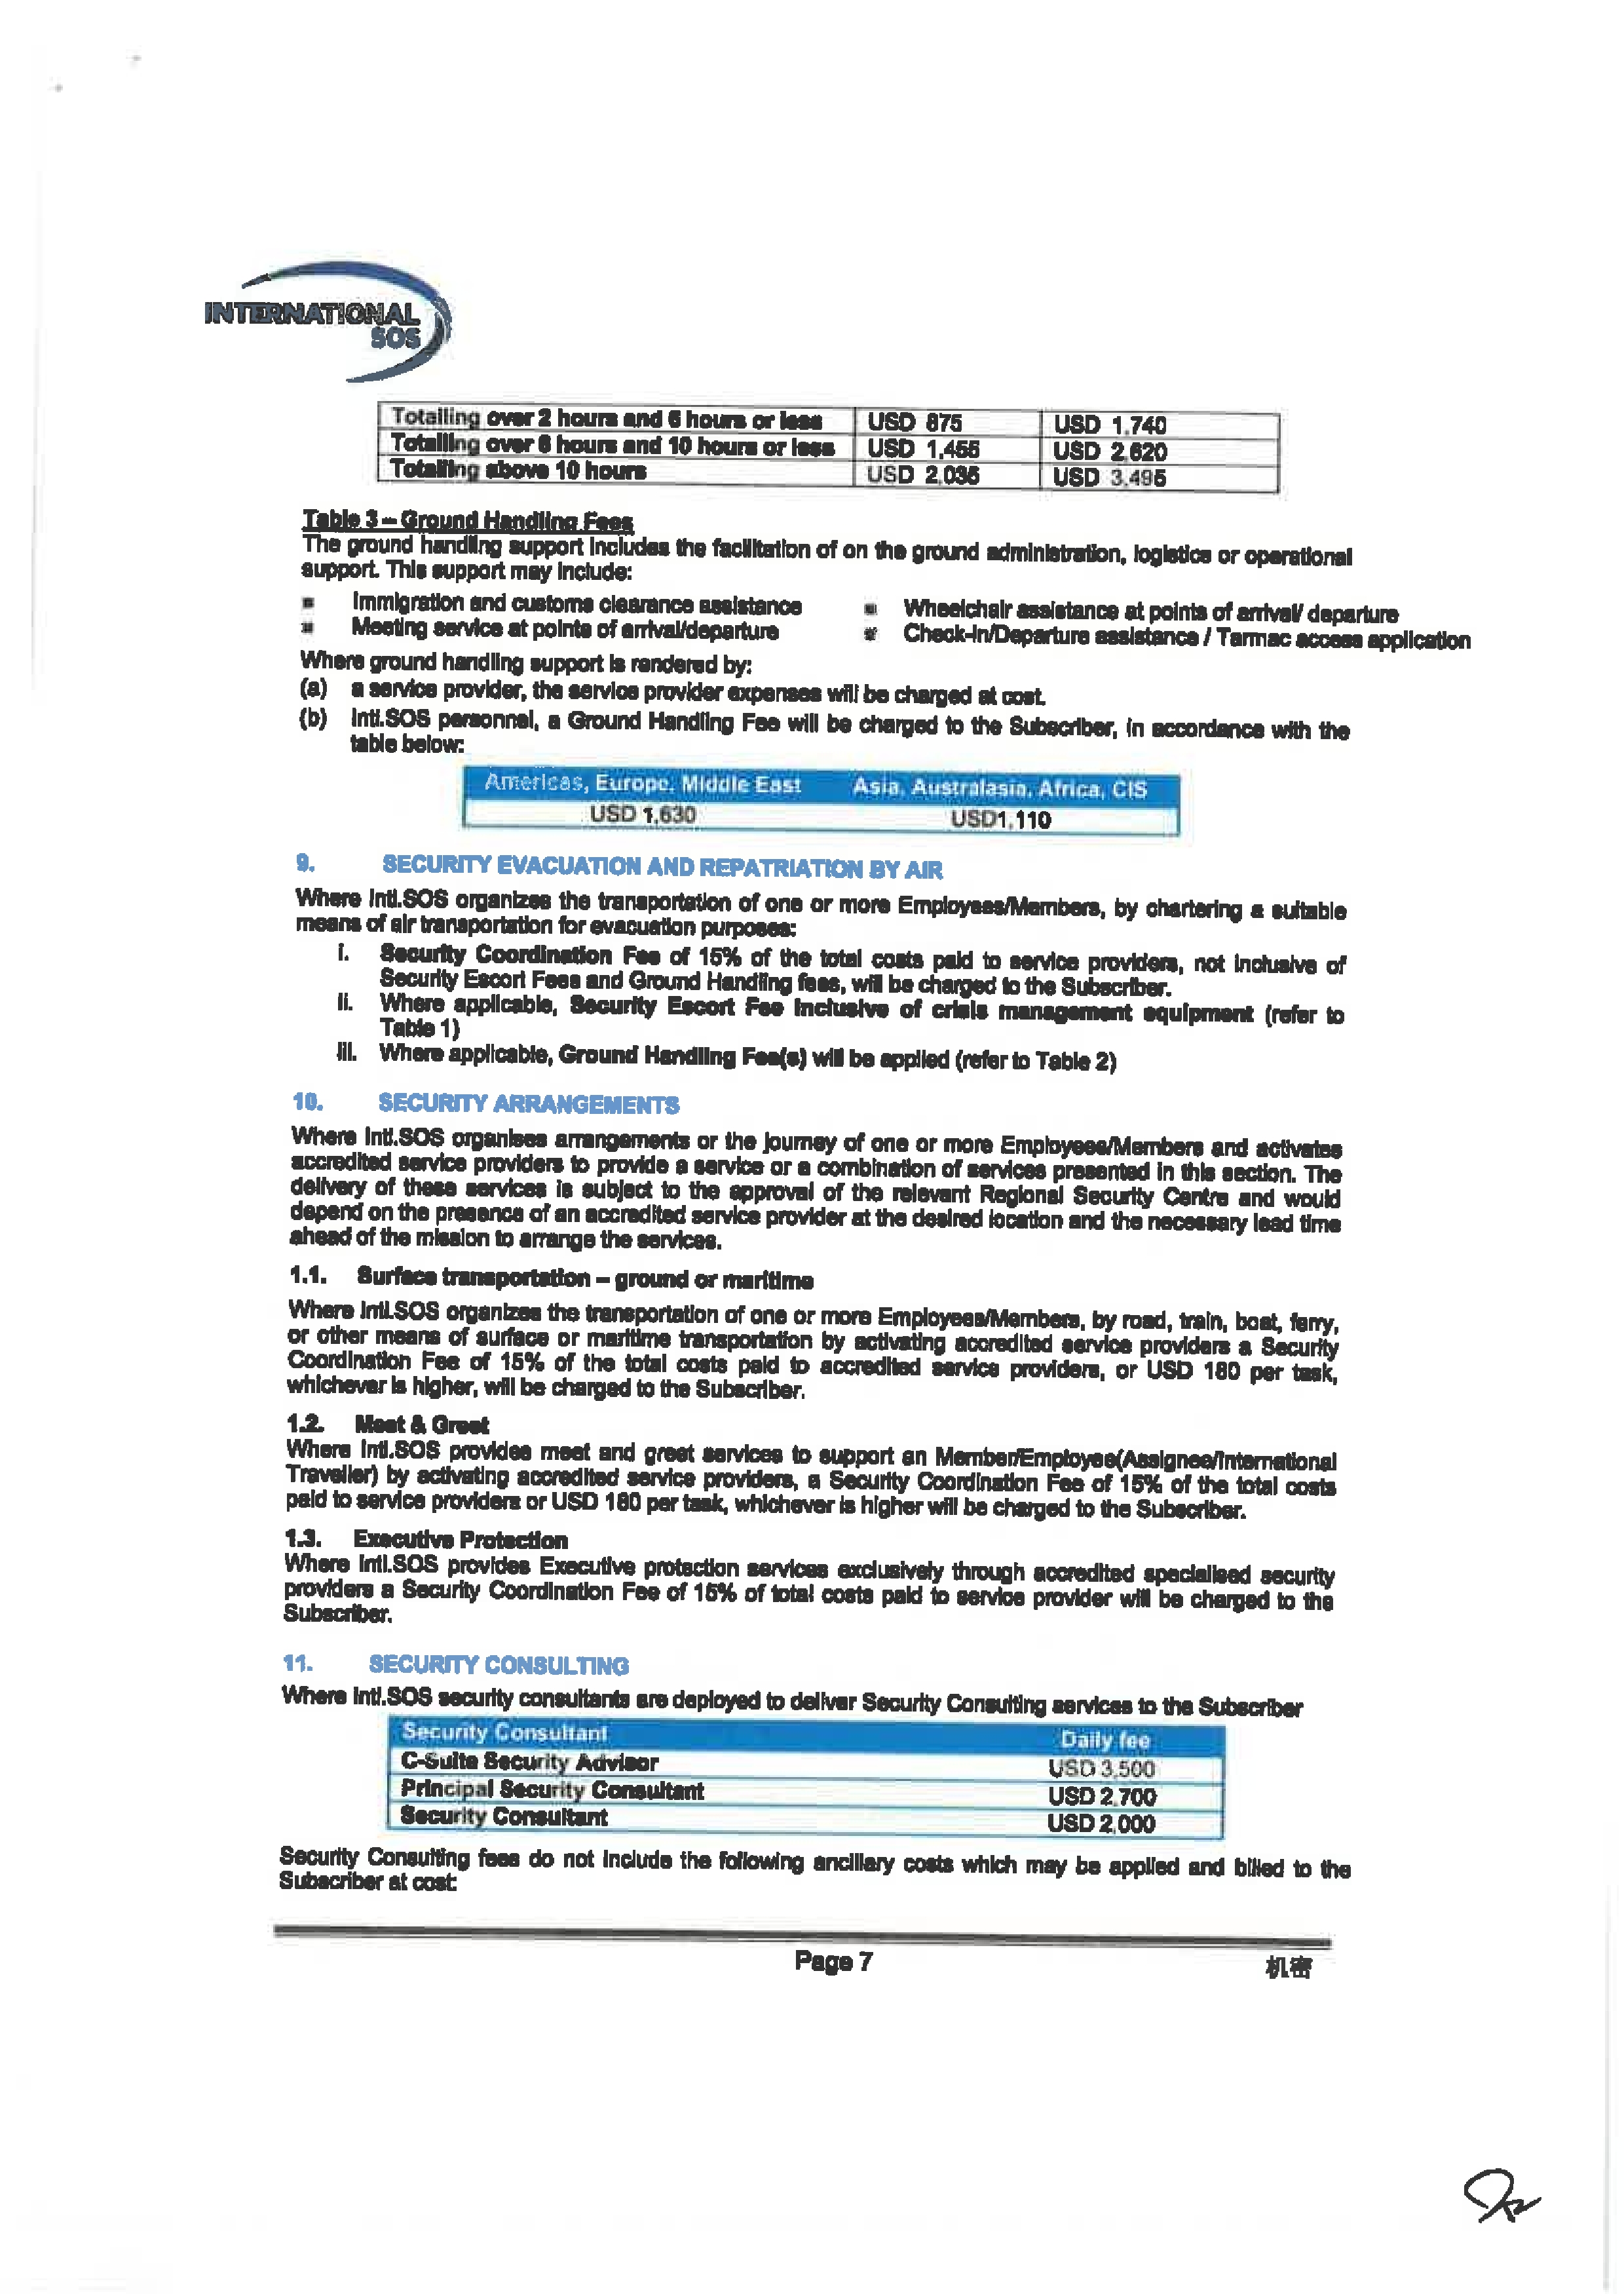 INTERNATIONAL
SOS
Totalling over 2 hours and 6 hours or less USD 875 USD 1,740
Totalling over 6 hours and 10 hours or less USD 1,455 USD 2,620
Totalling above 10 hours USD 2,035 USD 3,495
Table 3 – Ground Handling Fees
The ground handling support includes the facilitation of on the ground administration, logistics or operational
support. This support may include:
▪ Immigration and customs clearance assistance ▪ Wheelchair assistance at points of arrival/ departure
▪ Meeting service at points of arrival/departure ▪ Check-in/Departure assistance / Tarmac access application
Where ground handling support is rendered by:
(a) a service provider, the service provider expenses will be charged at cost.
(b) Intl.SOS personnel, a Ground Handling Fee will be charged to the Subscriber, in accordance with the
table below:
Americas, Europe, Middle East Asia, Australasia, Africa, CIS
USD 1,630 USD1,110
9. SECURITY EVACUATION AND REPATRIATION BY AIR
Where Intl.SOS organizes the transportation of one or more Employees/Members, by chartering a suitable
means of air transportation for evacuation purposes:
i. Security Coordination Fee of 15% of the total costs paid to service providers, not inclusive of
Security Escort Fees and Ground Handling fees, will be charged to the Subscriber.
ii. Where applicable, Security Escort Fee inclusive of crisis management equipment (refer to
Table 1)
iii. Where applicable, Ground Handling Fee(s) will be applied (refer to Table 2)
10. SECURITY ARRANGEMENTS
Where Intl.SOS organises arrangements or the journey of one or more Employees/Members and activates
accredited service providers to provide a service or a combination of services presented in this section. The
delivery of these services is subject to the approval of the relevant Regional Security Centre and would
depend on the presence of an accredited service provider at the desired location and the necessary lead time
ahead of the mission to arrange the services.
1.1. Surface transportation – ground or maritime
Where Intl.SOS organizes the transportation of one or more Employees/Members, by road, train, boat, ferry,
or other means of surface or maritime transportation by activating accredited service providers a Security
Coordination Fee of 15% of the total costs paid to accredited service providers, or USD 180 per task,
whichever is higher, will be charged to the Subscriber.
1.2. Meet & Greet
Where Intl.SOS provides meet and greet services to support an Member/Employee(Assignee/International
Traveller) by activating accredited service providers, a Security Coordination Fee of 15% of the total costs
paid to service providers or USD 180 per task, whichever is higher will be charged to the Subscriber.
1.3. Executive Protection
Where Intl.SOS provides Executive protection services exclusively through accredited specialised security
providers a Security Coordination Fee of 15% of total costs paid to service provider will be charged to the
Subscriber.
11. SECURITY CONSULTING
Where Intl.SOS security consultants are deployed to deliver Security Consulting services to the Subscriber
Security Consultant Daily fee
C-Suite Security Advisor USD 3,500
Principal Security Consultant USD 2,700
Security Consultant USD 2,000
Security Consulting fees do not include the following ancillary costs which may be applied and billed to the
Subscriber at cost:
Page 7 机密